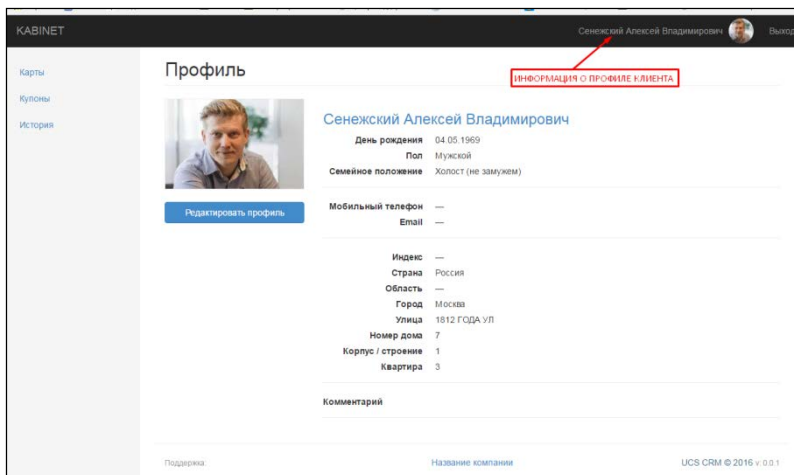 KABINET
Сенежский Алексей Владимирович
Выход
ИНФОРМАЦИЯ О ПРОФИЛЕ КЛИЕНТА
Карты
Купоны
История
Профиль
Редактировать профиль
Сенежский Алексей Владимирович
День рождения 04.05.1969
Пол Мужской
Семейное положение Холост (не замужем)
Мобильный телефон —
Email —
Индекс —
Страна Россия
Область —
Город Москва
Улица 1812 ГОДА УЛ
Номер дома 7
Корпус / строение 1
Квартира 3
Комментарий
Поддержка:
Название компании
UCS CRM © 2016 v: 0.0.1